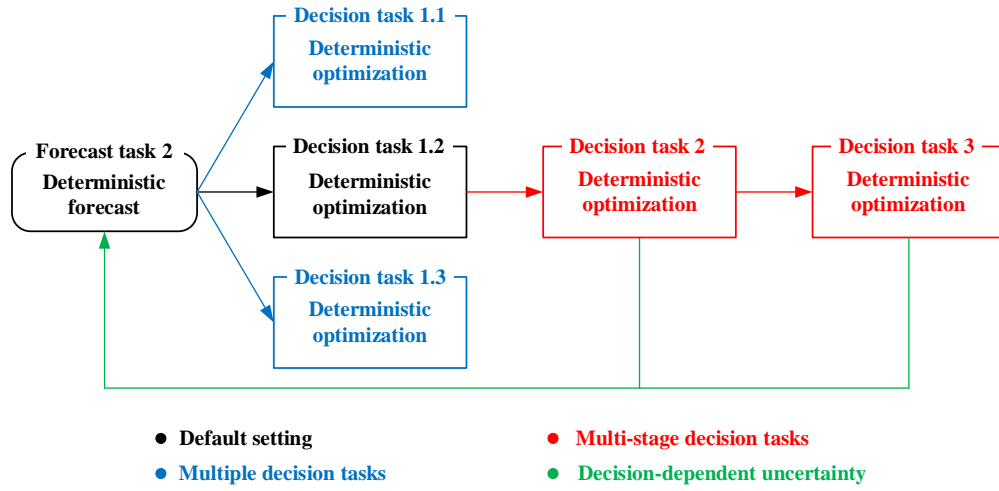 Decision task 1.1
Deterministic
optimization
Forecast task 2
Deterministic
forecast
Decision task 1.2
Deterministic
optimization
Decision task 2
Deterministic
optimization
Decision task 3
Deterministic
optimization
Decision task 1.3
Deterministic
optimization
Default setting
Multi-stage decision tasks
Multiple decision tasks
Decision-dependent uncertainty